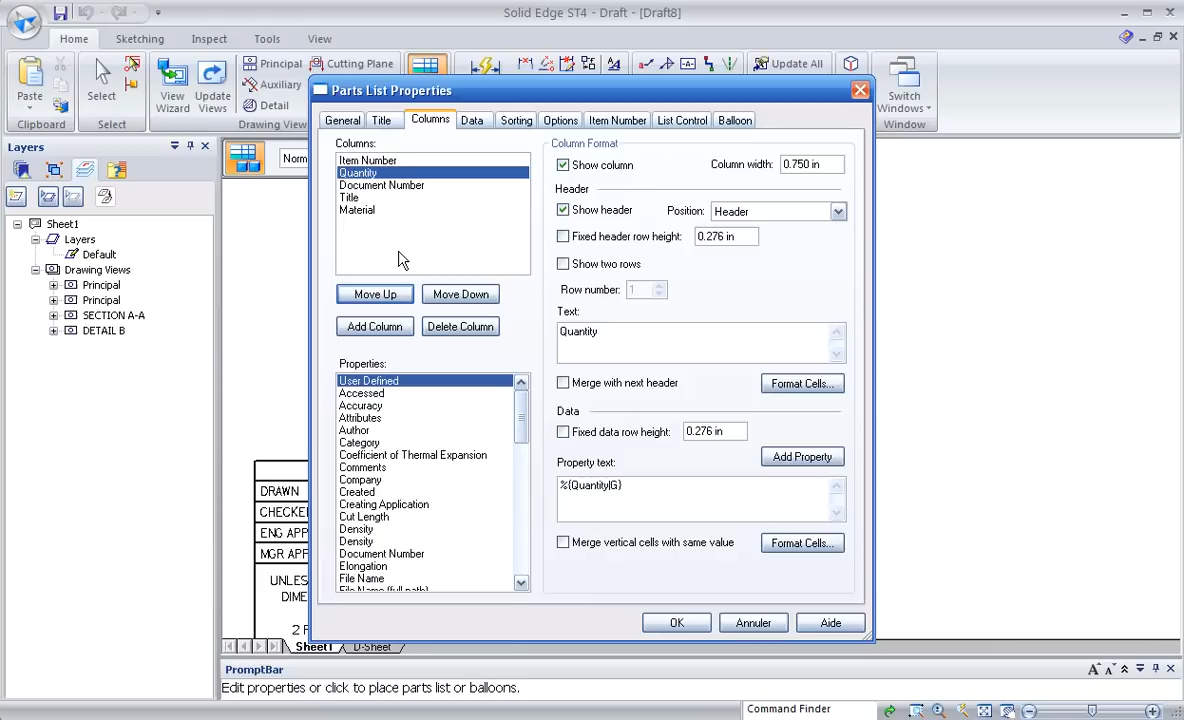 Solid Edge ST4 - Draft - [Draft8]
Home Sketching Inspect Tools View
Paste
Clipboard
Select
Select
View Wizard
Update Views
Principal
Auxiliary
Detail
Cutting Plane
Drawing View
Update All
Switch Windows
Window
Layers
Sheet1
Layers
Default
Drawing Views
Principal
Principal
SECTION A-A
DETAIL B
Norm
DRAWN
CHECKE
ENG APP
MGR APP
UNLES
DIME
2 F
Sheet1 D-Sheet
Parts List Properties
General Title Columns Data Sorting Options Item Number List Control Balloon
Columns:
Item Number
Quantity
Document Number
Title
Material
Move Up Move Down
Add Column Delete Column
Properties:
User Defined
Accessed
Accuracy
Attributes
Author
Category
Coefficient of Thermal Expansion
Comments
Company
Created
Creating Application
Cut Length
Density
Density
Document Number
Elongation
File Name
File Name (full path)
Column Format
Show column Column width: 0.750 in
Header
Show header Position: Header
Fixed header row height: 0.276 in
Show two rows
Row number: 1
Text:
Quantity
Merge with next header Format Cells...
Data
Fixed data row height: 0.276 in
Add Property
Property text:
%{Quantity|G}
Merge vertical cells with same value Format Cells...
OK Annuler Aide
PromptBar
Edit properties or click to place parts list or balloons.
Command Finder